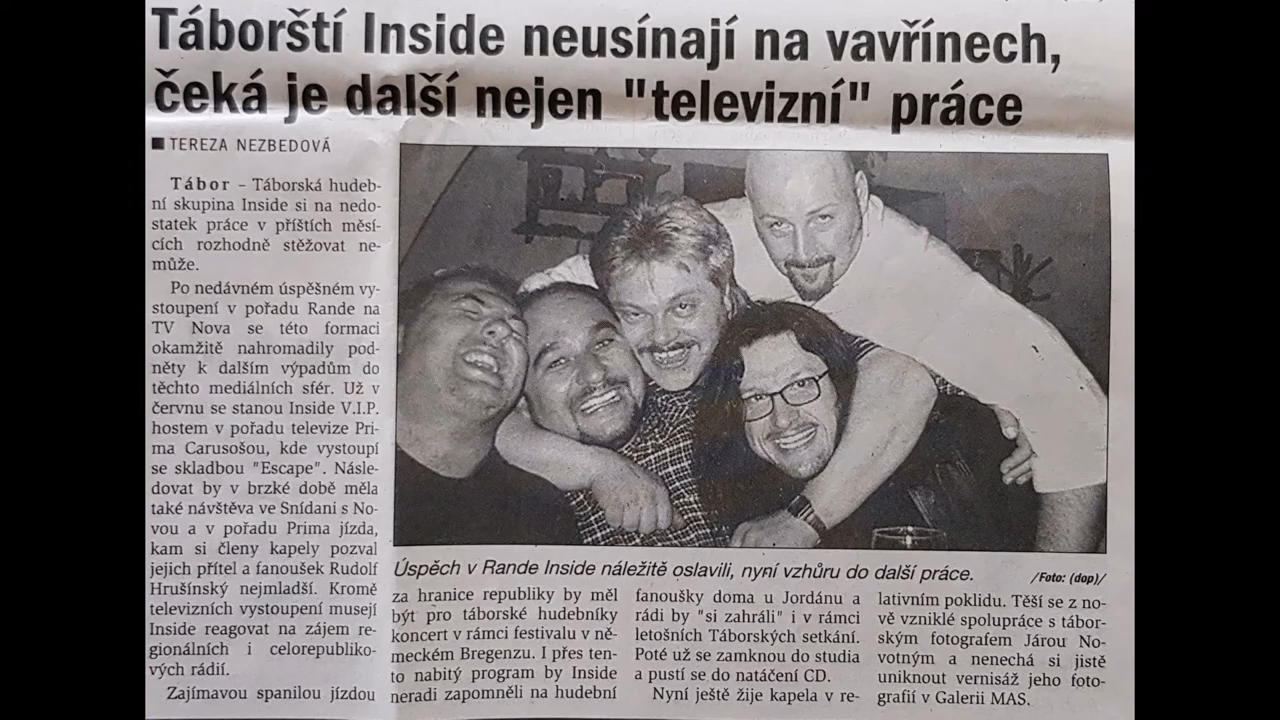 Táborští Inside neusínají na vavřínech,
čeká je další nejen "televizní" práce
■ TEREZA NEZBEDOVÁ
Tábor – Táborská hudeb-
ní skupina Inside si na nedo-
statek práce v příštích měsí-
cích rozhodně stěžovat ne-
může.
Po nedávném úspěšném vy-
stoupení v pořadu Rande na
TV Nova se této formaci
okamžitě nahromadily pod-
něty k dalším výpadům do
těchto mediálních sfér. Už v
červnu se stanou Inside V.I.P.
hostem v pořadu televize Pri-
ma Carusošou, kde vystoupí
se skladbou "Escape". Násle-
dovat by v brzké době měla
také návštěva ve Snídani s No-
vou a v pořadu Prima jízda,
kam si členy kapely pozval
jejich přítel a fanoušek Rudolf
Hrušínský nejmladší. Kromě
televizních vystoupení musejí
Inside reagovat na zájem re-
gionálních i celorepubliko-
vých rádií.
Zajímavou spanilou jízdou
Úspěch v Rande Inside náležitě oslavili, nyní vzhůru do další práce.
/Foto: (dop)/
za hranice republiky by měl
být pro táborské hudebníky
koncert v rámci festivalu v ně-
meckém Bregenzu. I přes ten-
to nabitý program by Inside
neradi zapomněli na hudební
fanoušky doma u Jordánu a
rádi by "si zahráli" i v rámci
letošních Táborských setkání.
Poté už se zamknou do studia
a pustí se do natáčení CD.
Nyní ještě žije kapela v re-
lativním poklidu. Těší se z no-
vě vzniklé spolupráce s tábor-
ským fotografem Járou No-
votným a nenechá si jistě
uniknout vernisáž jeho foto-
grafií v Galerii MAS.